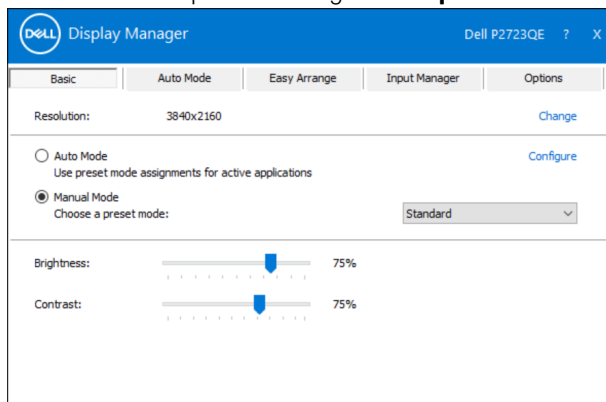 DELL Display Manager Dell P2723QE ? X
Basic Auto Mode Easy Arrange Input Manager Options
Resolution: 3840x2160 Change
Auto Mode Configure
Use preset mode assignments for active applications
Manual Mode
Choose a preset mode: Standard
Brightness: 75%
Contrast: 75%